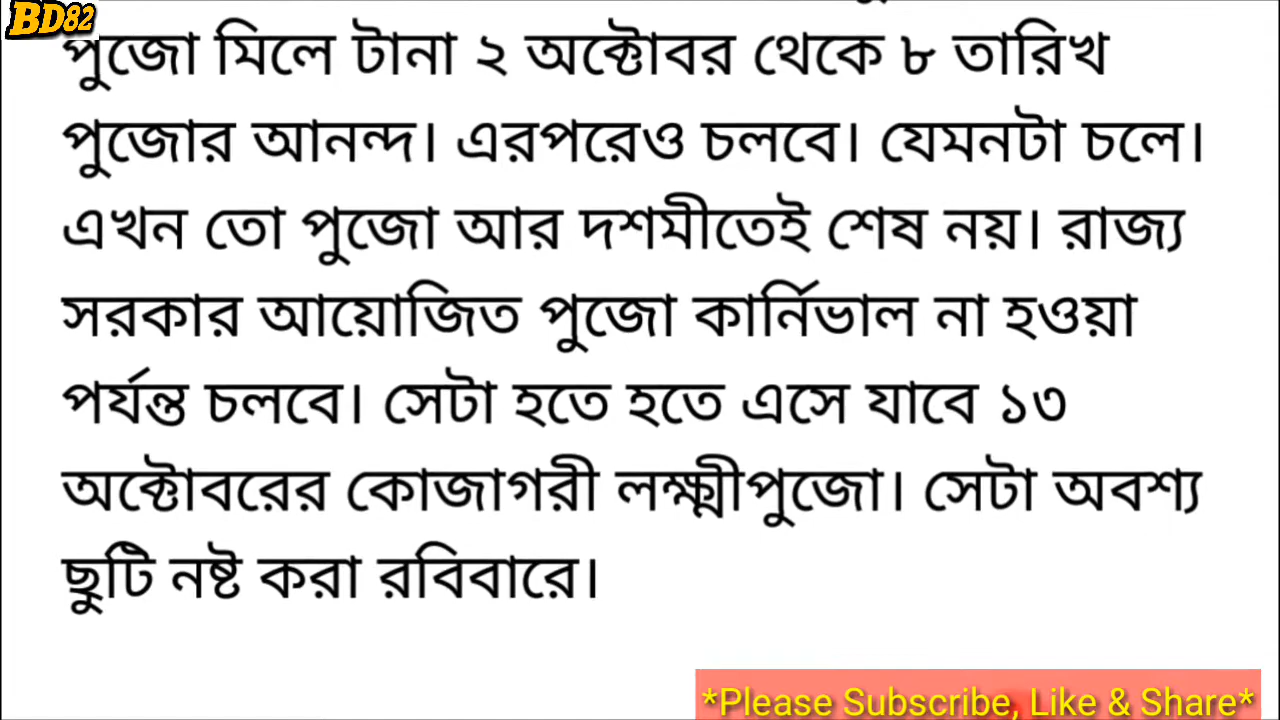 BD82
পুজো মিলে টানা ২ অক্টোবর থেকে ৮ তারিখ
পুজোর আনন্দ। এরপরেও চলবে। যেমনটা চলে।
এখন তো পুজো আর দশমীতেই শেষ নয়। রাজ্য
সরকার আয়োজিত পুজো কার্নিভাল না হওয়া
পর্যন্ত চলবে। সেটা হতে হতে এসে যাবে ১৩
অক্টোবরের কোজাগরী লক্ষ্মীপুজো। সেটা অবশ্য
ছুটি নষ্ট করা রবিবারে।
*Please Subscribe, Like & Share*